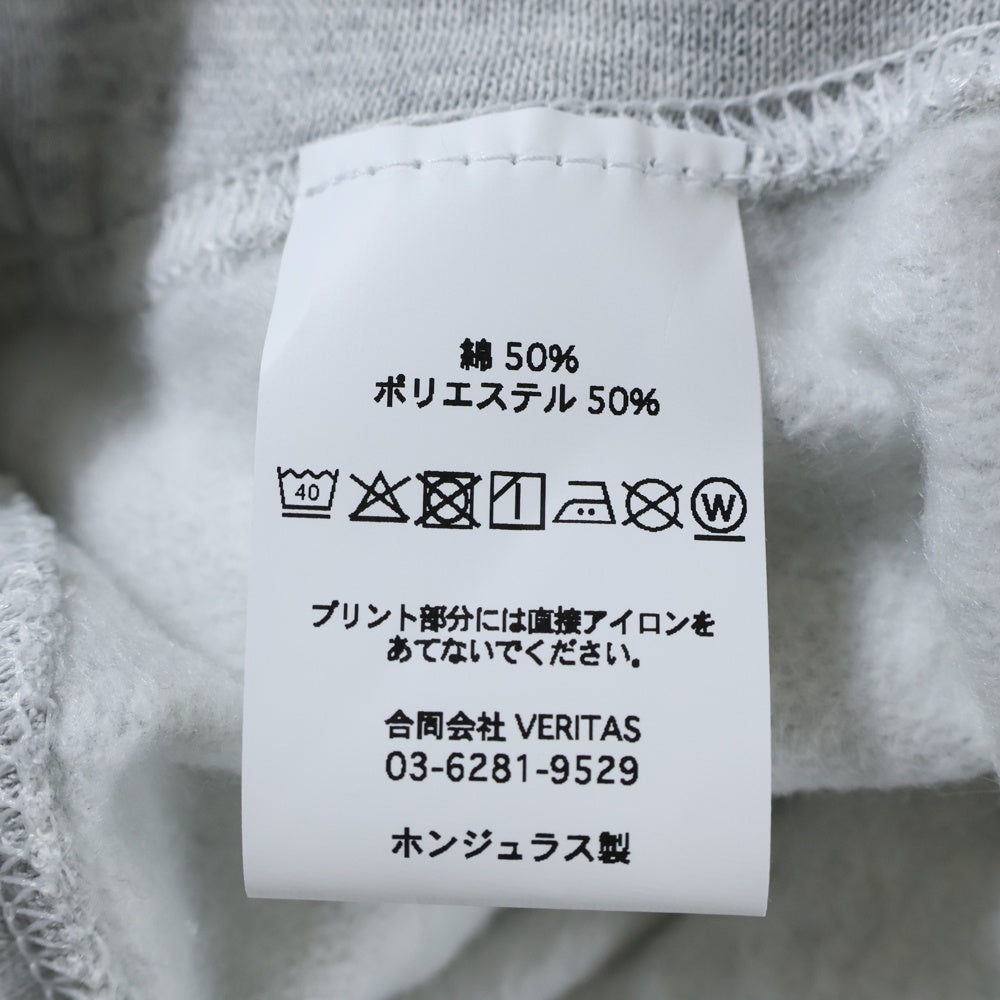 綿 50%
ポリエステル 50%
40
W
プリント部分には直接アイロンを
あてないでください。
合同会社 VERITAS
03-6281-9529
ホンジュラス製